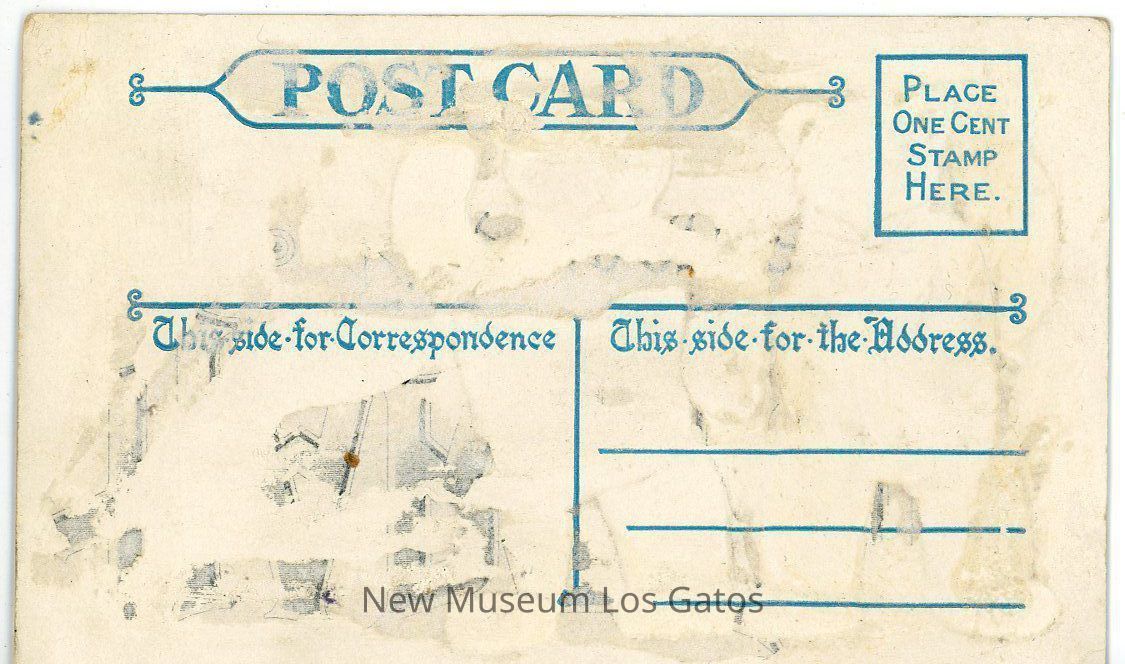 POST CARD
PLACE
ONE CENT
STAMP
HERE.
This·side·for·Correspondence
This·side·for·the·Address.
New Museum Los Gatos